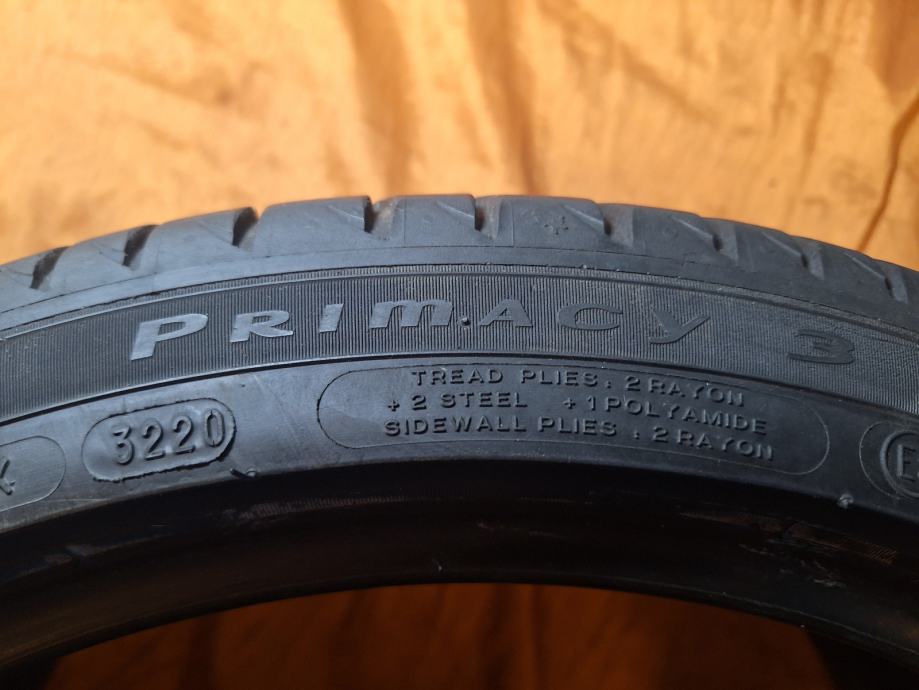 PRIMACY 3
3220
TREAD PLIES : 2 RAYON
+ 2 STEEL + 1 POLYAMIDE
SIDEWALL PLIES : 2 RAYON
E